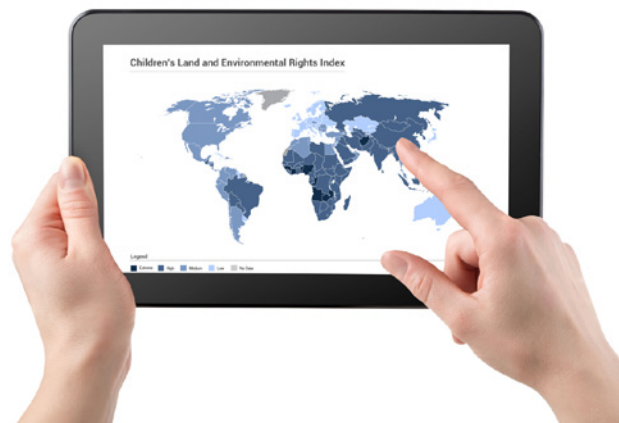 Children's Land and Environmental Rights Index
Legend
Extreme High Medium Low No Data